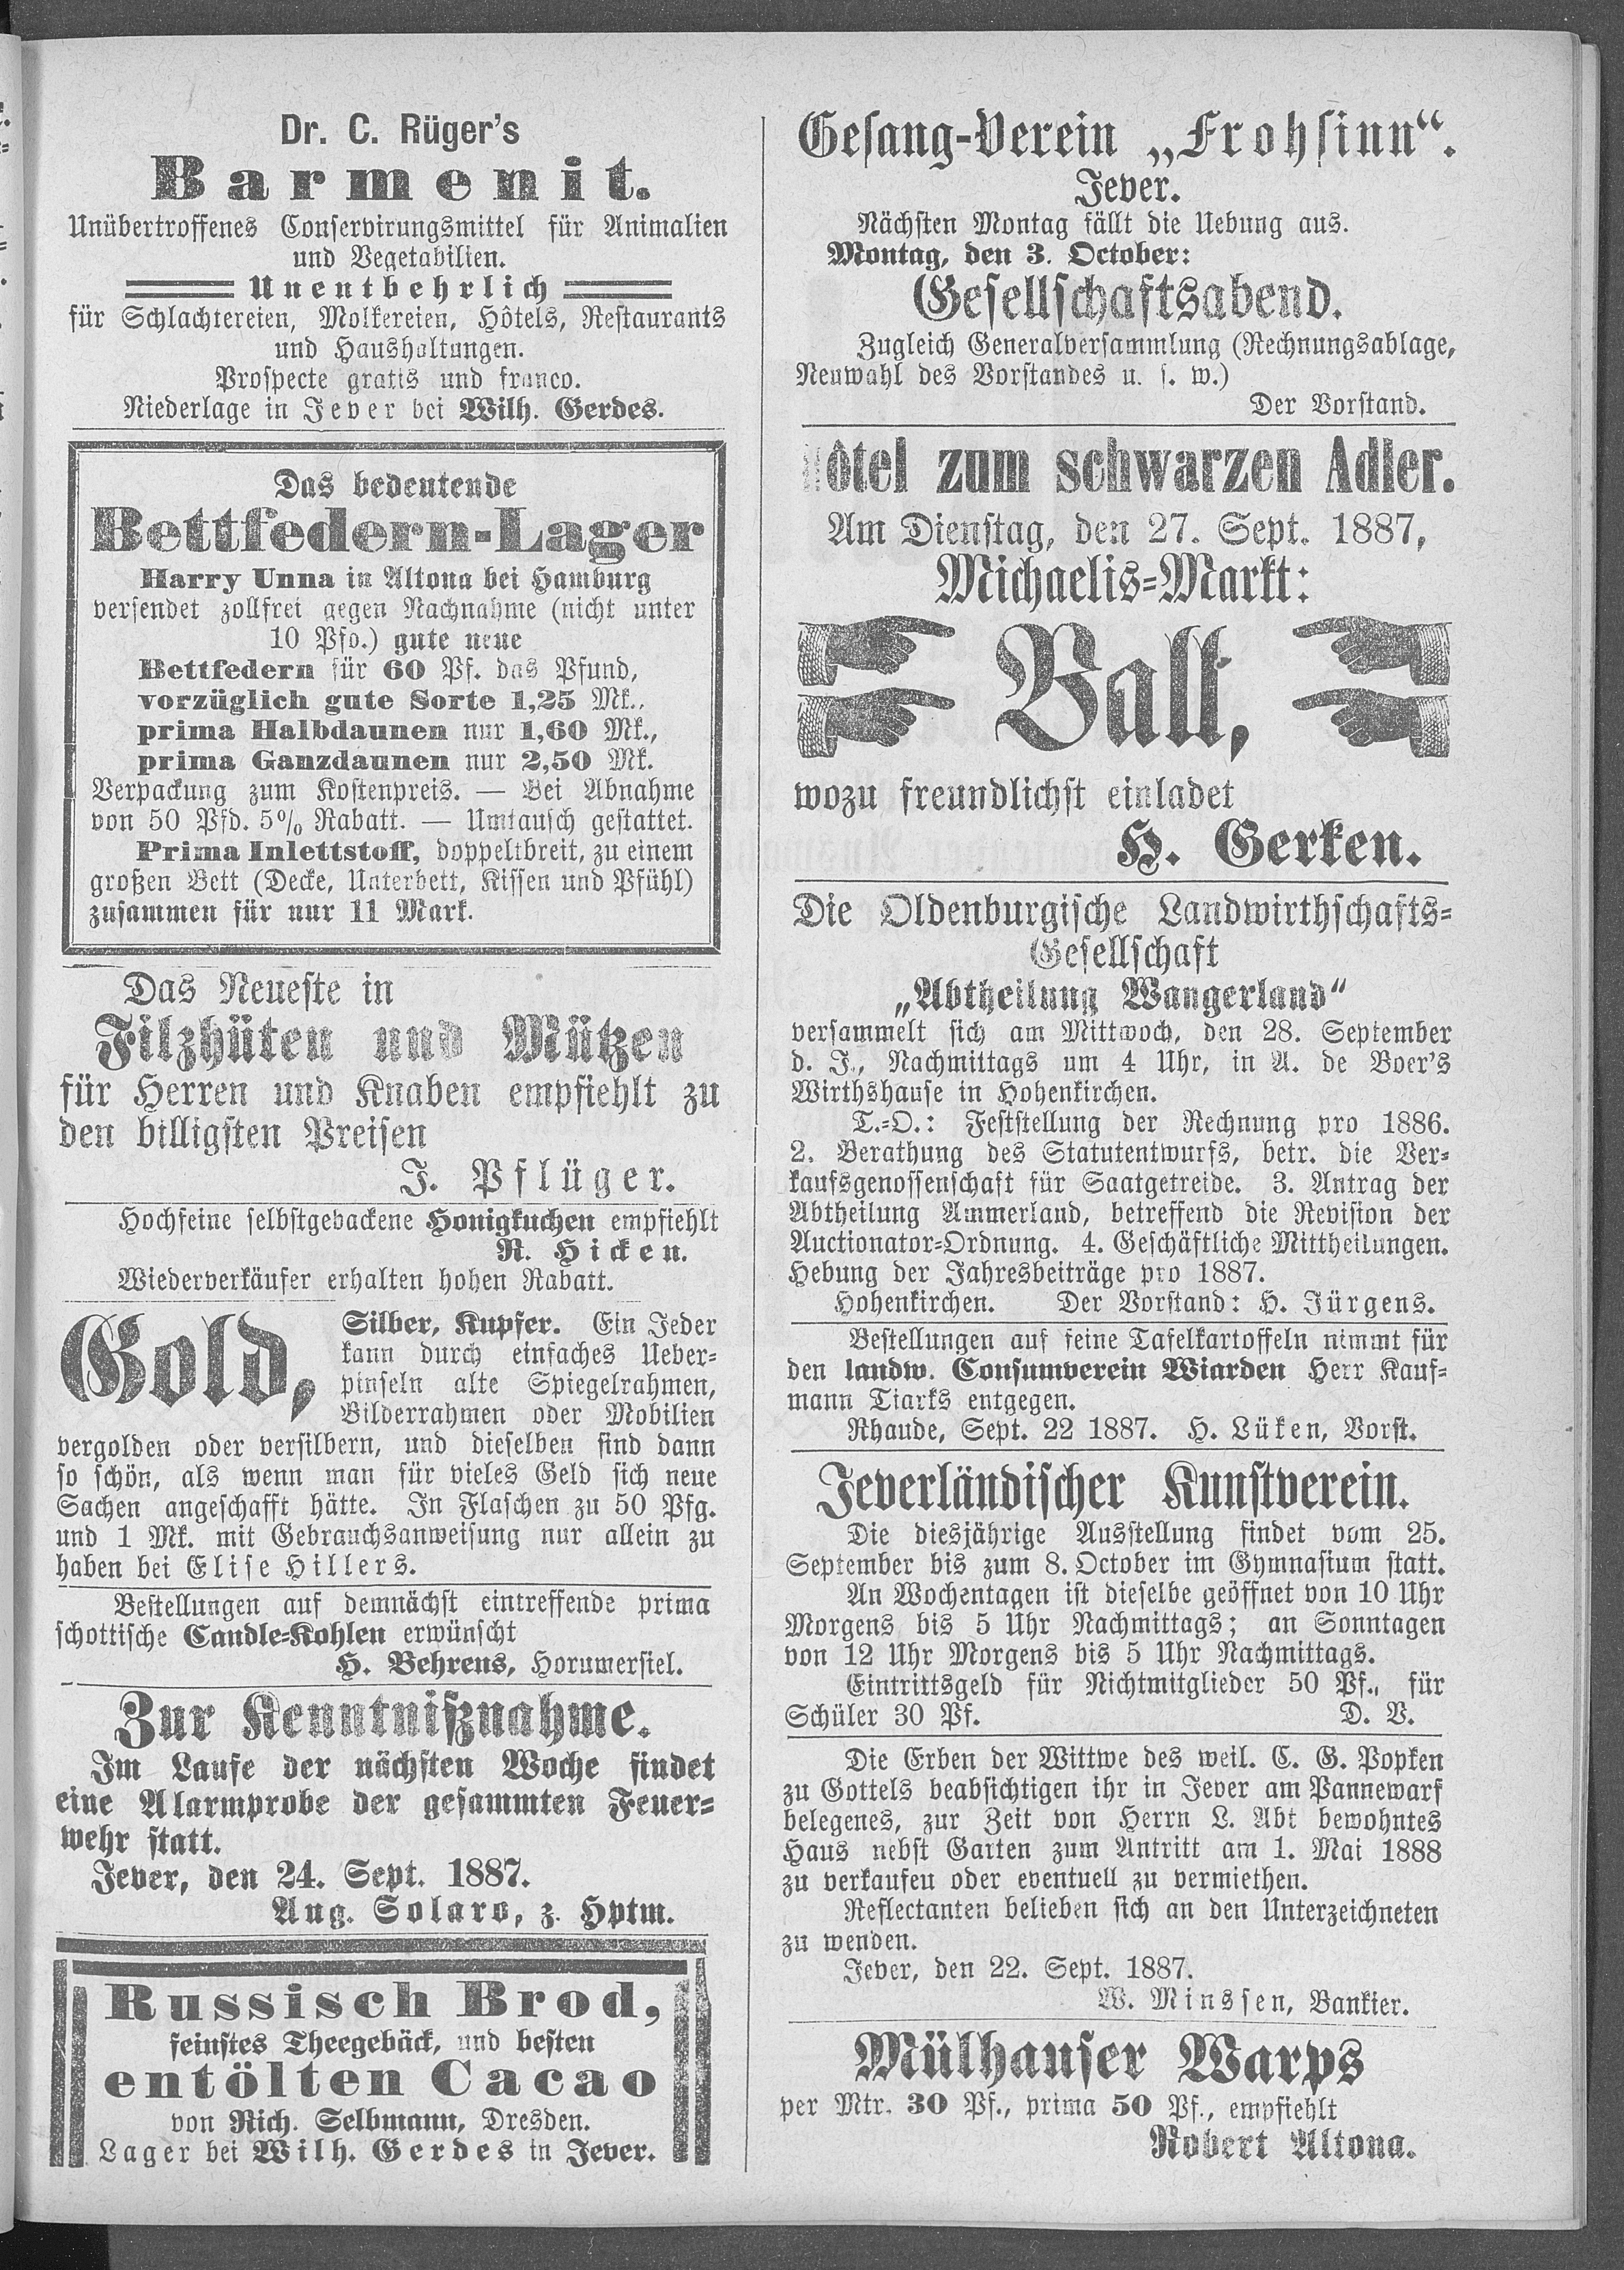 Dr. C. Rüger's
Barmenit.
Unübertroffenes Conservirungsmittel für Animalien
und Vegetabilien.
Unentbehrlich
für Schlachtereien, Molkereien, Hôtels, Restaurants
und Haushaltungen.
Prospecte gratis und franco.
Niederlage in Jever bei Wilh. Gerdes.
Das bedeutende
Bettfedern-Lager
Harry Unna in Altona bei Hamburg
versendet zollfrei gegen Nachnahme (nicht unter
10 Pfd.) gute neue
Bettfedern für 60 Pf. das Pfund,
vorzüglich gute Sorte 1,25 Mk.,
prima Halbdaunen nur 1,60 Mk.,
prima Ganzdaunen nur 2,50 Mk.
Verpackung zum Kostenpreis. — Bei Abnahme
von 50 Pfd. 5% Rabatt. — Umtausch gestattet.
Prima Inlettstoff, doppeltbreit, zu einem
großen Bett (Decke, Unterbett, Kissen und Pfühl)
zusammen für nur 11 Mark.
Das Neueste in
Filzhüten und Mützen
für Herren und Knaben empfiehlt zu
den billigsten Preisen
J. Pflüger.
Hochfeine selbstgebackene Honigkuchen empfiehlt
R. Hicken.
Wiederverkäufer erhalten hohen Rabatt.
Gold, Silber, Kupfer. Ein Jeder
kann durch einfaches Ueber-
pinseln alte Spiegelrahmen,
Bilderrahmen oder Mobilien
vergolden oder versilbern, und dieselben sind dann
so schön, als wenn man für vieles Geld sich neue
Sachen angeschafft hätte. In Flaschen zu 50 Pfg.
und 1 Mk. mit Gebrauchsanweisung nur allein zu
haben bei Elise Hillers.
Bestellungen auf demnächst eintreffende prima
schottische Candle-Kohlen erwünscht
H. Behrens, Horumersiel.
Zur Kenntnißnahme.
Im Laufe der nächsten Woche findet
eine Alarmprobe der gesammten Feuer-
wehr statt.
Jever, den 24. Sept. 1887.
Aug. Solaro, z. Hptm.
Russisch Brod,
feinstes Theegebäck, und besten
entölten Cacao
von Rich. Selbmann, Dresden.
Lager bei Wilh. Gerdes in Jever.
Gesang-Verein „Frohsinn“.
Jever.
Nächsten Montag fällt die Uebung aus.
Montag, den 3. October:
Gesellschaftsabend.
Zugleich Generalversammlung (Rechnungsablage,
Neuwahl des Vorstandes u. s. w.)
Der Vorstand.
Hôtel zum schwarzen Adler.
Am Dienstag, den 27. Sept. 1887,
Michaelis-Markt:
Ball,
wozu freundlichst einladet
H. Gerken.
Die Oldenburgische Landwirthschafts-
Gesellschaft
„Abtheilung Wangerland“
versammelt sich am Mittwoch, den 28. September
d. J., Nachmittags um 4 Uhr, in A. de Boer's
Wirthshause in Hohenkirchen.
T.-O.: Feststellung der Rechnung pro 1886.
2. Berathung des Statutentwurfs, betr. die Ver-
kaufsgenossenschaft für Saatgetreide. 3. Antrag der
Abtheilung Ammerland, betreffend die Revision der
Auctionator-Ordnung. 4. Geschäftliche Mittheilungen.
Hebung der Jahresbeiträge pro 1887.
Hohenkirchen. Der Vorstand: H. Jürgens.
Bestellungen auf feine Tafelkartoffeln nimmt für
den landw. Consumverein Wiarden Herr Kauf-
mann Tiarks entgegen.
Rhaude, Sept. 22 1887. H. Lüken, Vorst.
Jeverländischer Kunstverein.
Die diesjährige Ausstellung findet vom 25.
September bis zum 8. October im Gymnasium statt.
An Wochentagen ist dieselbe geöffnet von 10 Uhr
Morgens bis 5 Uhr Nachmittags; an Sonntagen
von 12 Uhr Morgens bis 5 Uhr Nachmittags.
Eintrittsgeld für Nichtmitglieder 50 Pf., für
Schüler 30 Pf. D. V.
Die Erben der Wittwe des weil. C. G. Popken
zu Gottels beabsichtigen ihr in Jever am Pannewarf
belegenes, zur Zeit von Herrn L. Abt bewohntes
Haus nebst Garten zum Antritt am 1. Mai 1888
zu verkaufen oder eventuell zu vermiethen.
Reflectanten belieben sich an den Unterzeichneten
zu wenden.
Jever, den 22. Sept. 1887.
W. Minssen, Bankier.
Mülhauser Warps
per Mtr. 30 Pf., prima 50 Pf., empfiehlt
Robert Altona.